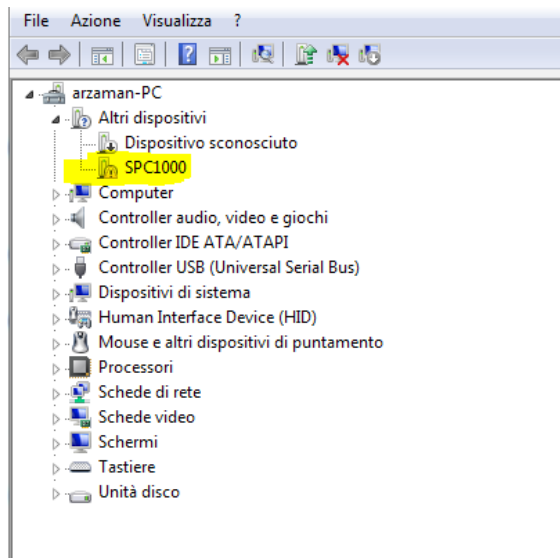 File Azione Visualizza ?
arzaman-PC
Altri dispositivi
Dispositivo sconosciuto
SPC1000
Computer
Controller audio, video e giochi
Controller IDE ATA/ATAPI
Controller USB (Universal Serial Bus)
Dispositivi di sistema
Human Interface Device (HID)
Mouse e altri dispositivi di puntamento
Processori
Schede di rete
Schede video
Schermi
Tastiere
Unità disco